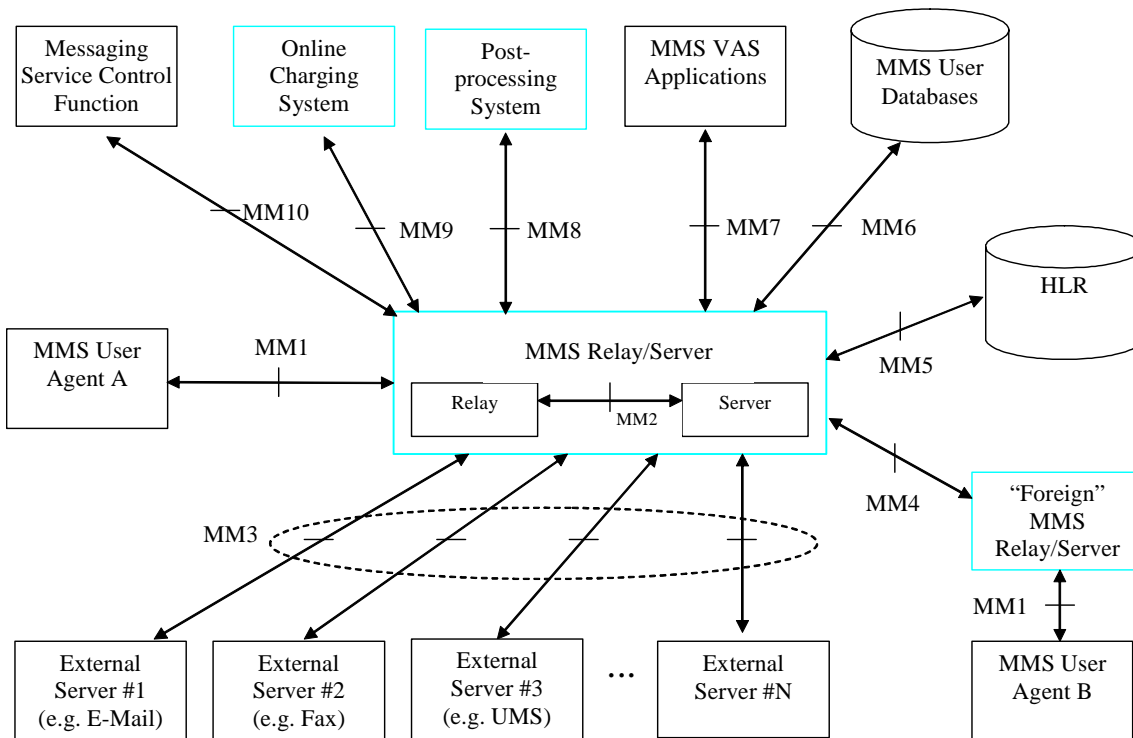 Messaging
Service Control
Function
Online
Charging
System
Post-
processing
System
MMS VAS
Applications
MMS User
Databases
MM10
MM9
MM8
MM7
MM6
HLR
MMS User
Agent A
MM1
MMS Relay/Server
Relay
MM2
Server
MM5
MM4
“Foreign”
MMS
Relay/Server
MM3
MM1
External
Server #1
(e.g. E-Mail)
External
Server #2
(e.g. Fax)
External
Server #3
(e.g. UMS)
...
External
Server #N
MMS User
Agent B